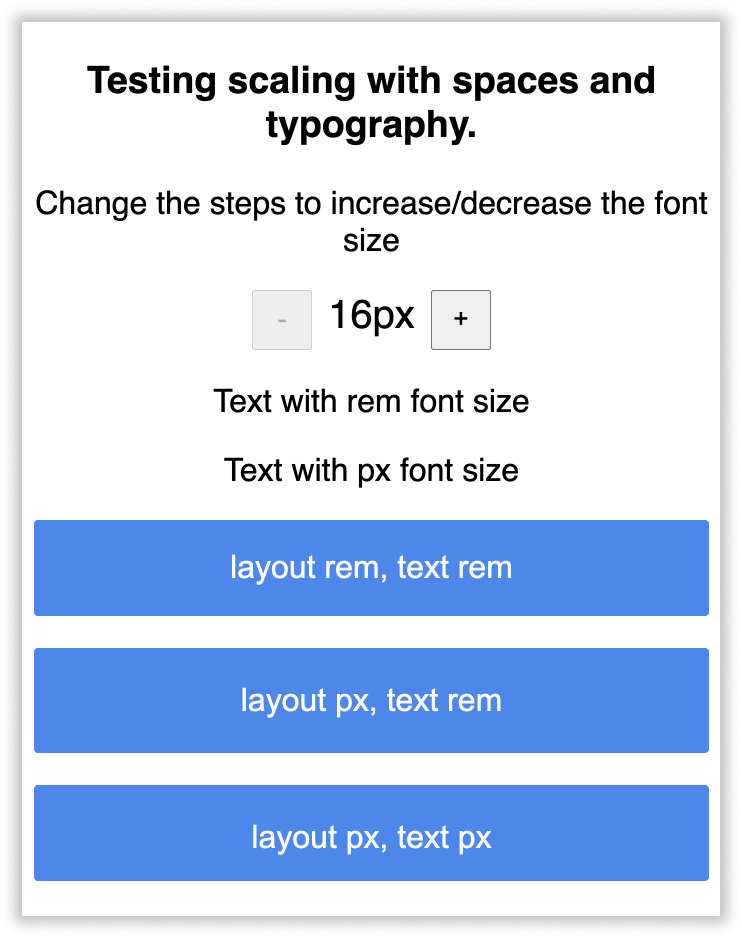 Testing scaling with spaces and
typography.
Change the steps to increase/decrease the font
size
- 16px +
Text with rem font size
Text with px font size
layout rem, text rem
layout px, text rem
layout px, text px